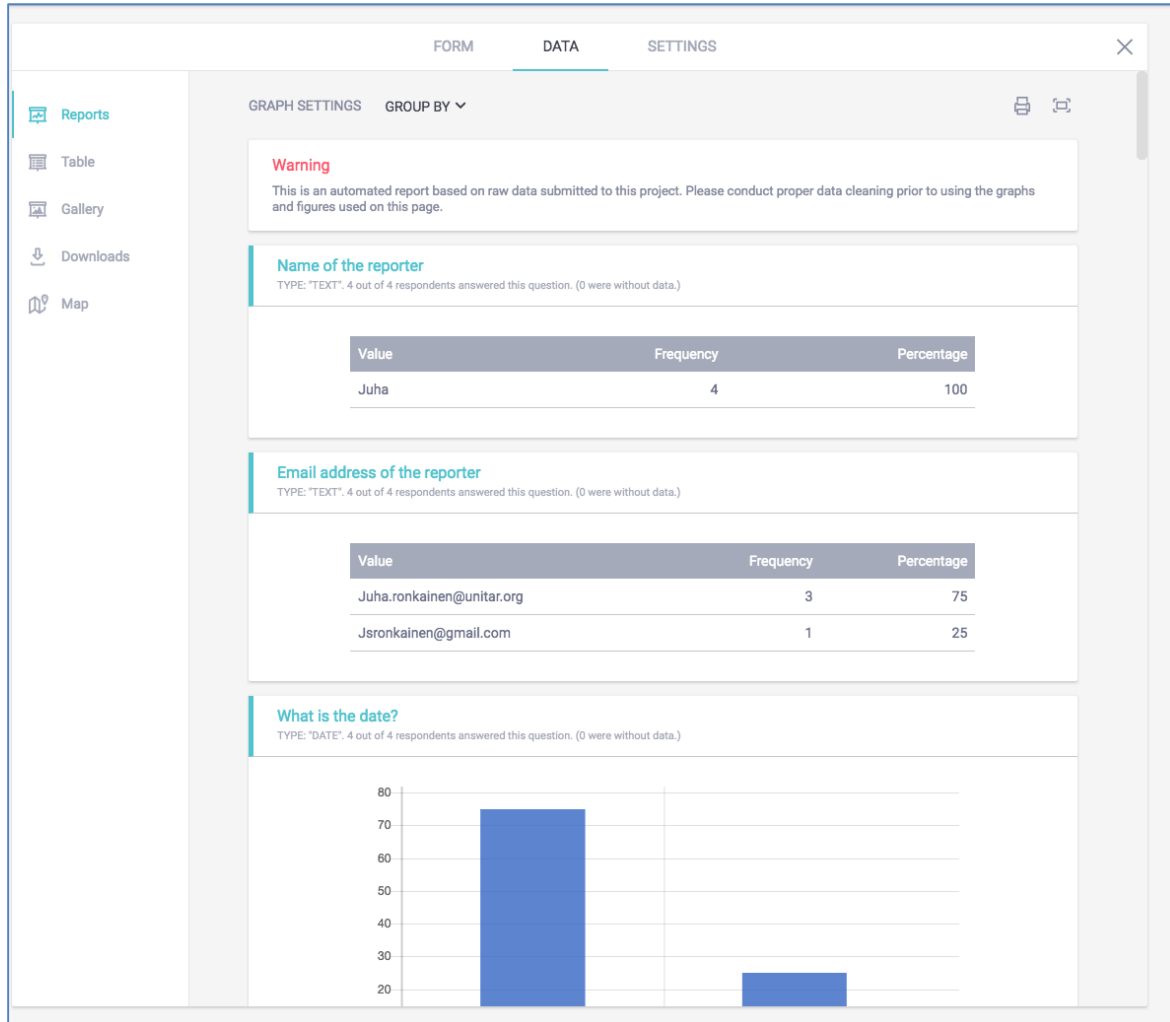 FORM DATA SETTINGS
Reports
Table
Gallery
Downloads
Map
GRAPH SETTINGS GROUP BY
Warning
This is an automated report based on raw data submitted to this project. Please conduct proper data cleaning prior to using the graphs
and figures used on this page.
Name of the reporter
TYPE: "TEXT". 4 out of 4 respondents answered this question. (0 were without data.)
Value Frequency Percentage
Juha 4 100
Email address of the reporter
TYPE: "TEXT". 4 out of 4 respondents answered this question. (0 were without data.)
Value Frequency Percentage
Juha.ronkainen@unitar.org 3 75
Jsronkainen@gmail.com 1 25
What is the date?
TYPE: "DATE". 4 out of 4 respondents answered this question. (0 were without data.)
80
70
60
50
40
30
20